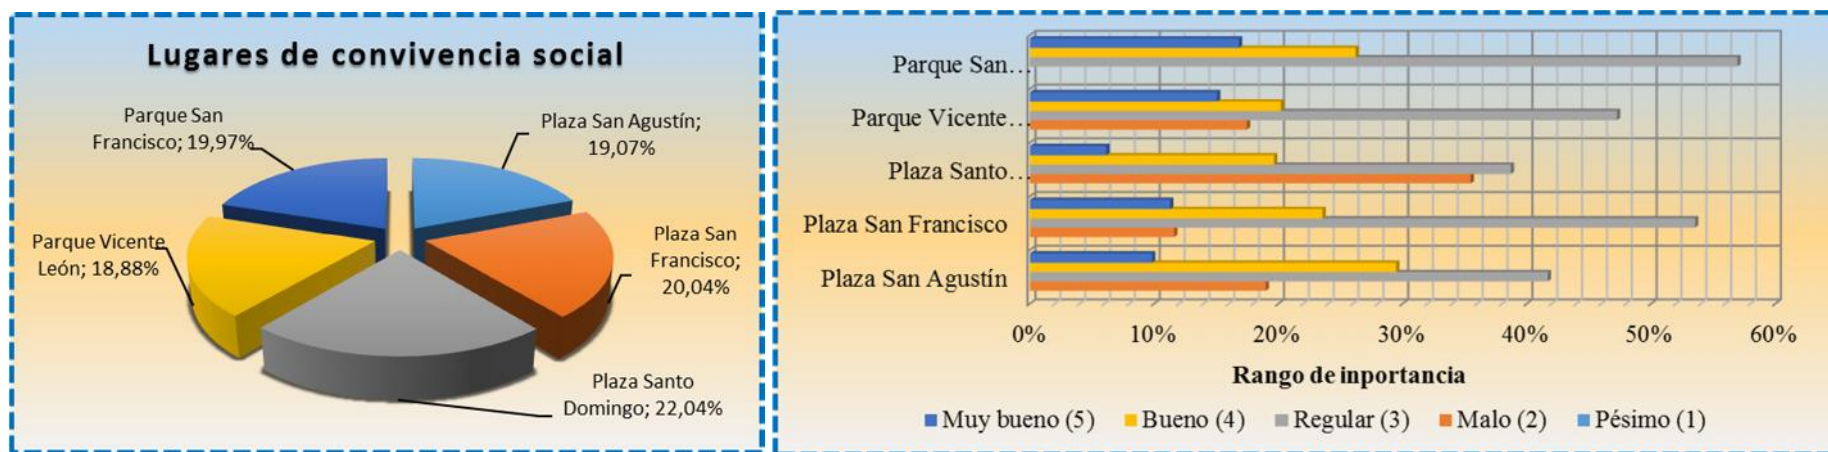 Lugares de convivencia social
Parque San
Francisco; 19,97%
Plaza San Agustín;
19,07%
Parque Vicente
León; 18,88%
Plaza San
Francisco;
20,04%
Plaza Santo
Domingo; 22,04%
Parque San…
Parque Vicente…
Plaza Santo…
Plaza San Francisco
Plaza San Agustín
0% 10% 20% 30% 40% 50% 60%
Rango de inportancia
Muy bueno (5) Bueno (4) Regular (3) Malo (2) Pésimo (1)